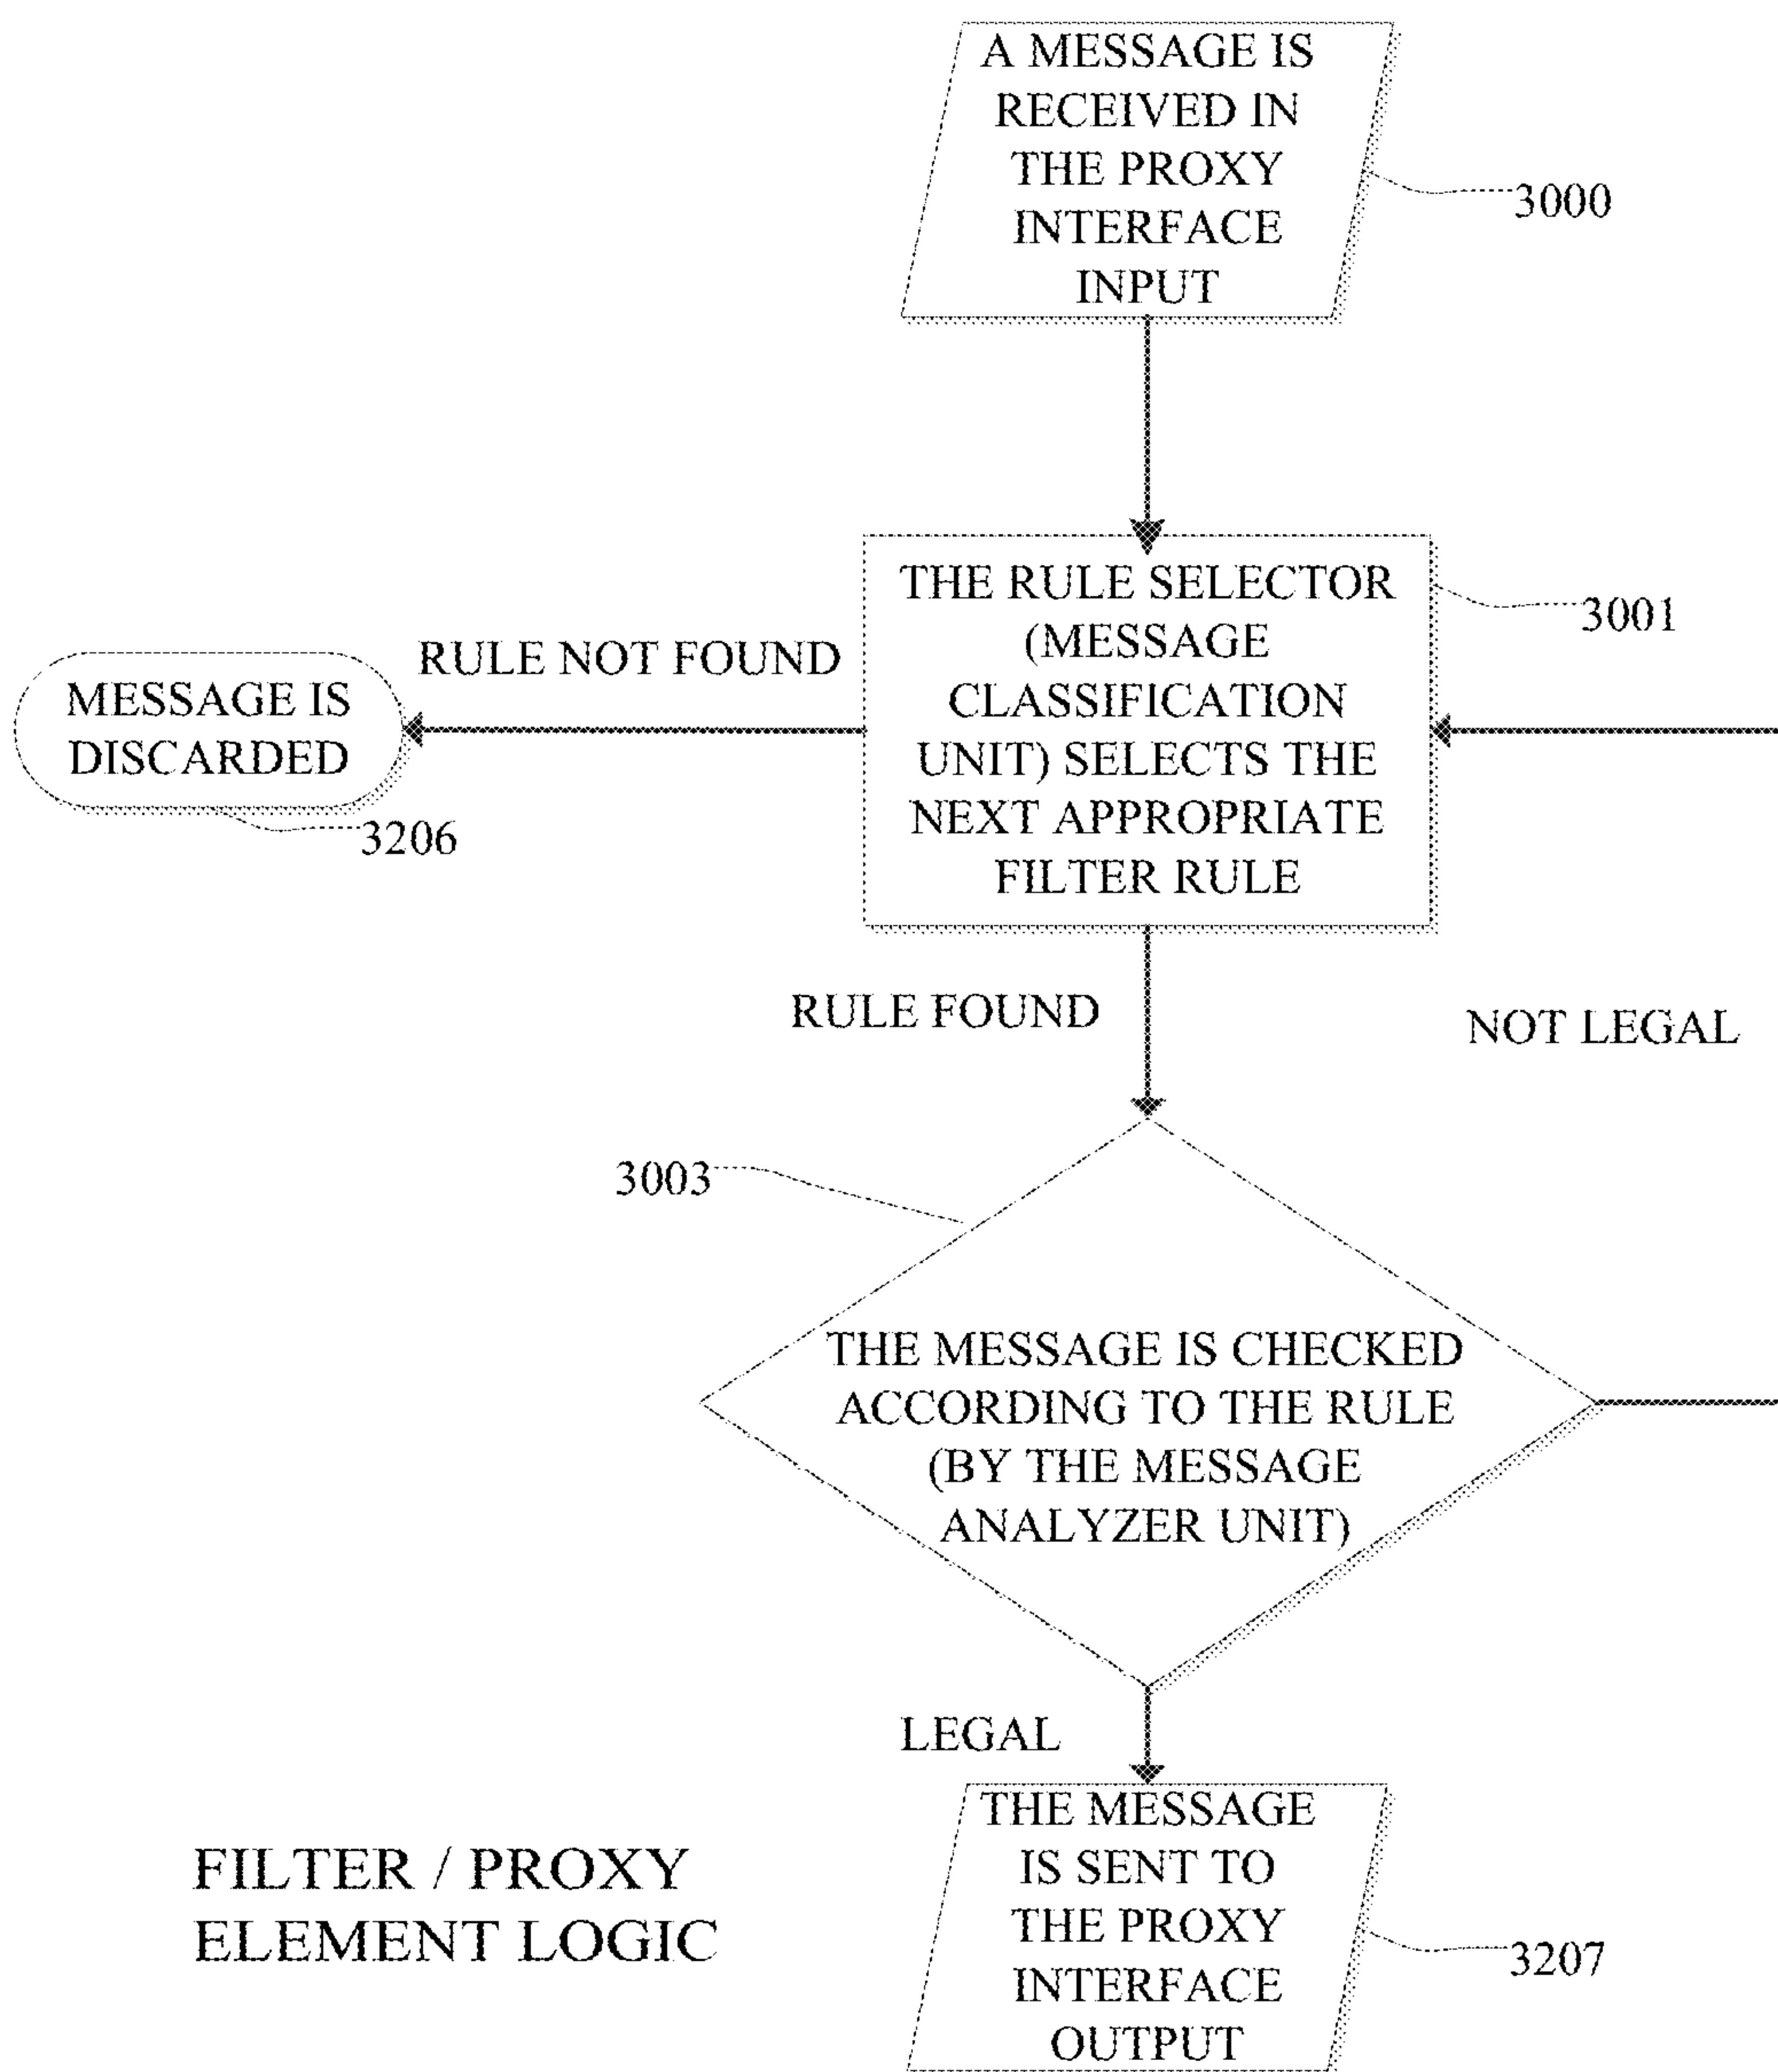 A MESSAGE IS
RECEIVED IN
THE PROXY
INTERFACE
INPUT
3000
THE RULE SELECTOR
(MESSAGE
CLASSIFICATION
UNIT) SELECTS THE
NEXT APPROPRIATE
FILTER RULE
3001
RULE NOT FOUND
MESSAGE IS
DISCARDED
3206
RULE FOUND
NOT LEGAL
3003
THE MESSAGE IS CHECKED
ACCORDING TO THE RULE
(BY THE MESSAGE
ANALYZER UNIT)
LEGAL
THE MESSAGE
IS SENT TO
THE PROXY
INTERFACE
OUTPUT
3207
FILTER / PROXY
ELEMENT LOGIC